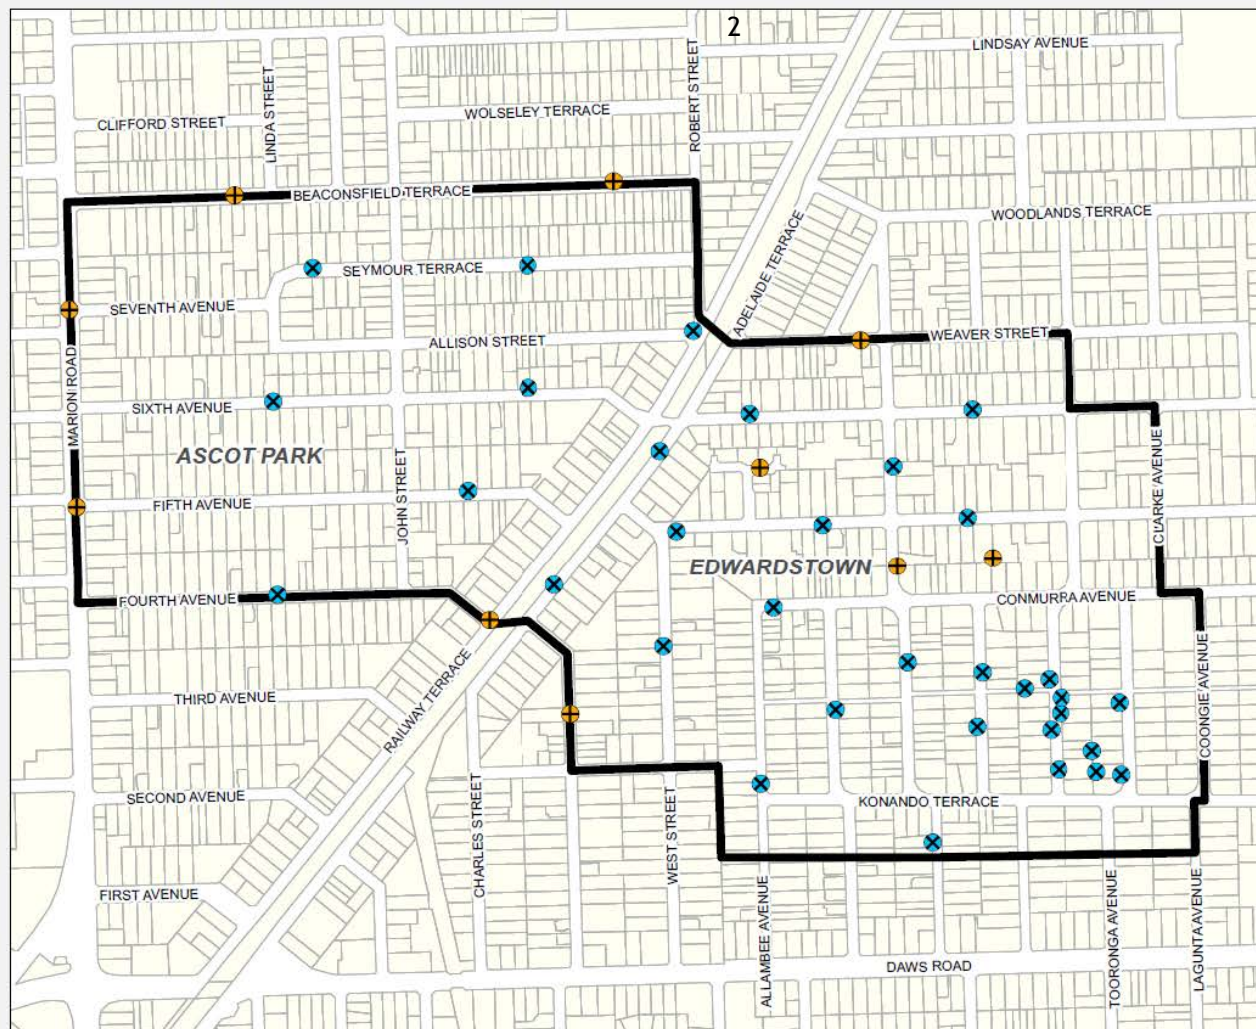 2
LINDSAY AVENUE
ROBERT STREET
LINDA STREET
WOLSELEY TERRACE
CLIFFORD STREET
BEACONSFIELD TERRACE
WOODLANDS TERRACE
ADELAIDE TERRACE
SEYMOUR TERRACE
SEVENTH AVENUE
WEAVER STREET
ALLISON STREET
MARION ROAD
SIXTH AVENUE
ASCOT PARK
CLARKE AVENUE
JOHN STREET
FIFTH AVENUE
EDWARDSTOWN
FOURTH AVENUE
CONMURRA AVENUE
COONGIE AVENUE
RAILWAY TERRACE
THIRD AVENUE
SECOND AVENUE
KONANDO TERRACE
CHARLES STREET
WEST STREET
FIRST AVENUE
ALLAMBEE AVENUE
TOORONGA AVENUE
LAGUNTA AVENUE
DAWS ROAD